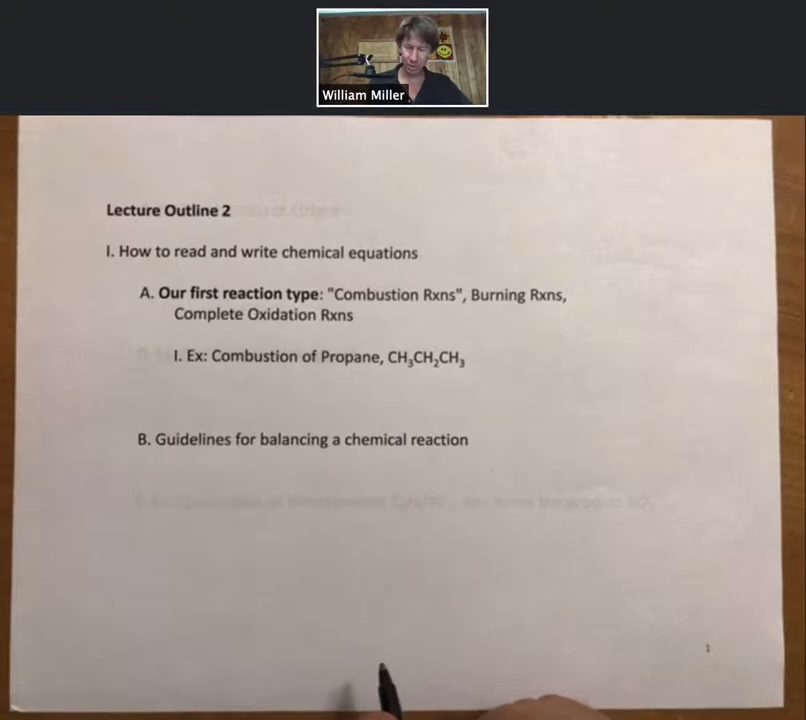 William Miller
Lecture Outline 2
I. How to read and write chemical equations
A. Our first reaction type: "Combustion Rxns", Burning Rxns,
Complete Oxidation Rxns
I. Ex: Combustion of Propane, CH₃CH₂CH₃
B. Guidelines for balancing a chemical reaction
1